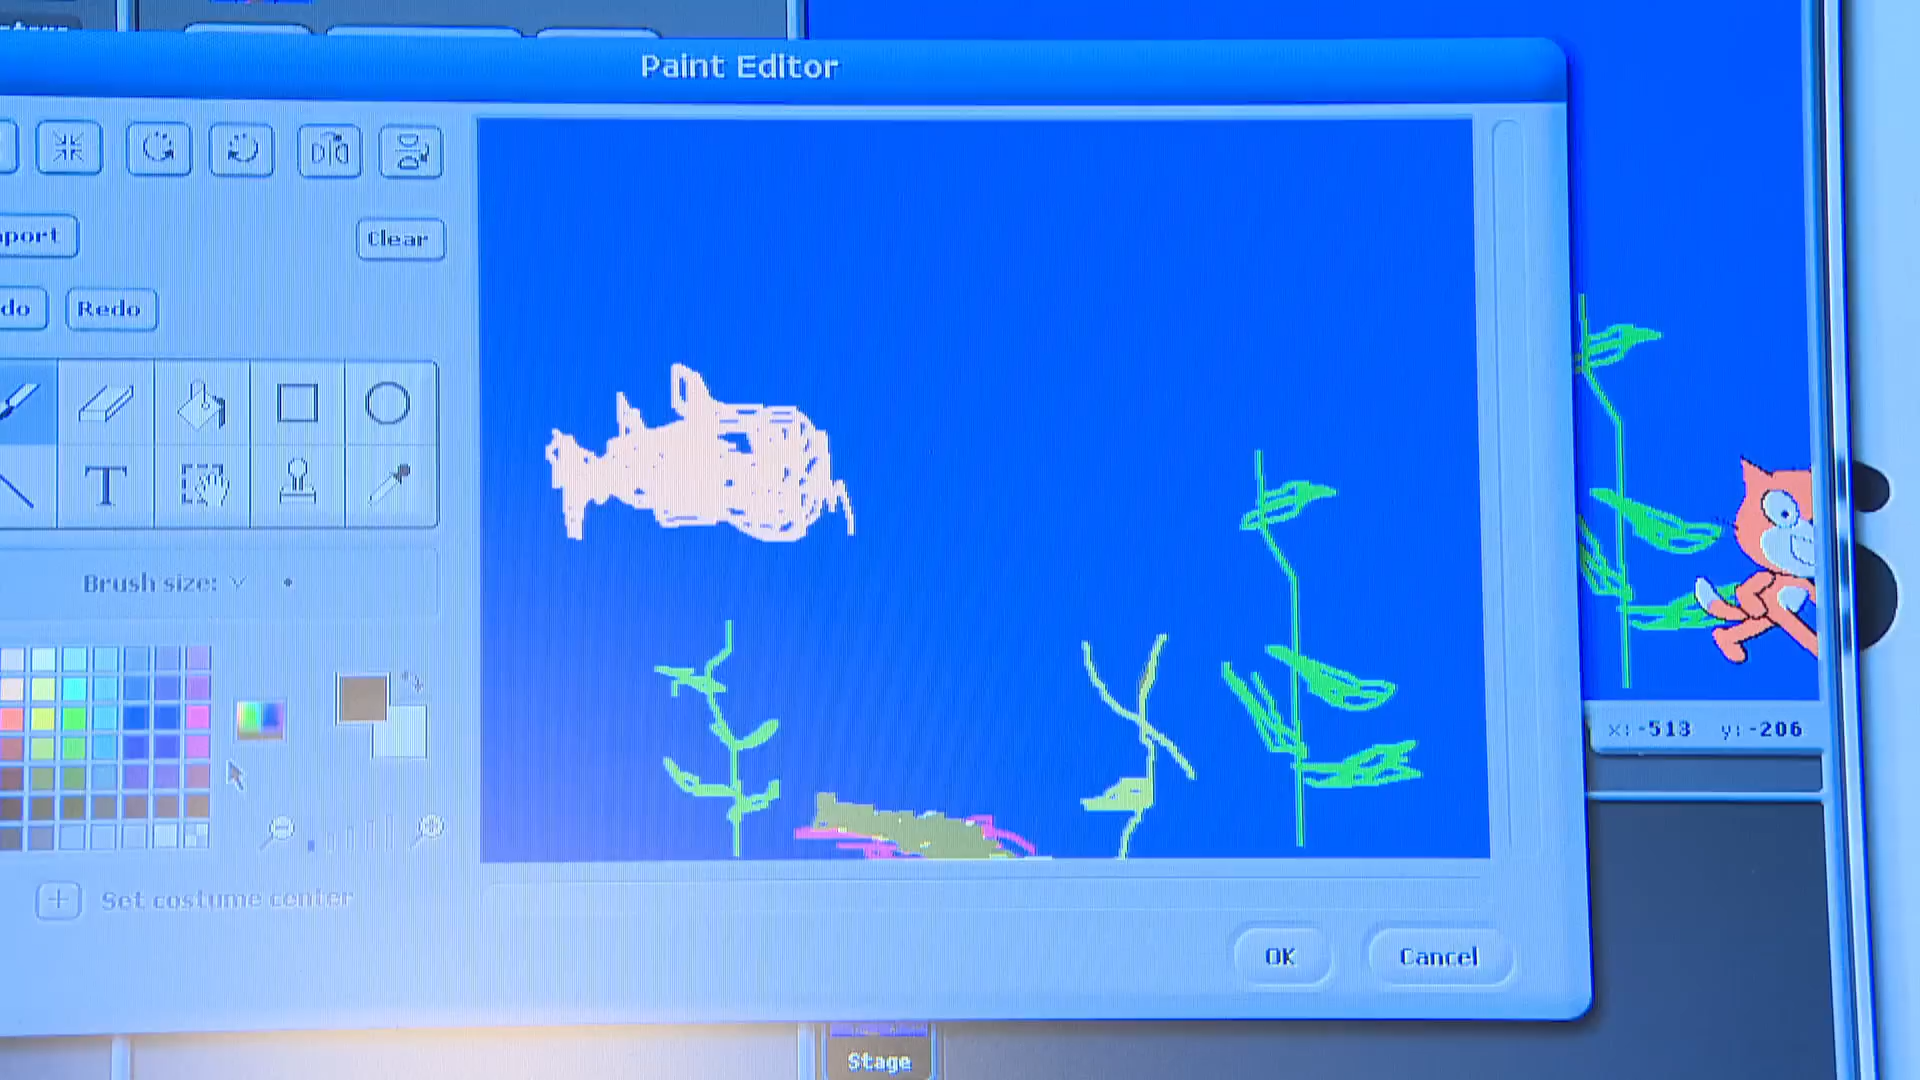 Paint Editor
Clear
Redo
T
Brush size:
x: -513 y: -206
Set costume center
OK
Cancel
Stage